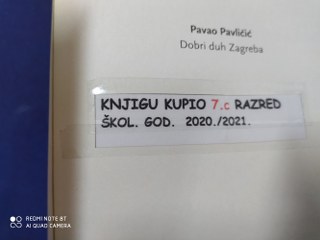 Pavao Pavličić
Dobri duh Zagreba
KNJIGU KUPIO 7.c RAZRED
ŠKOL. GOD. 2020./2021.
REDMI NOTE 8T
AI QUAD CAMERA